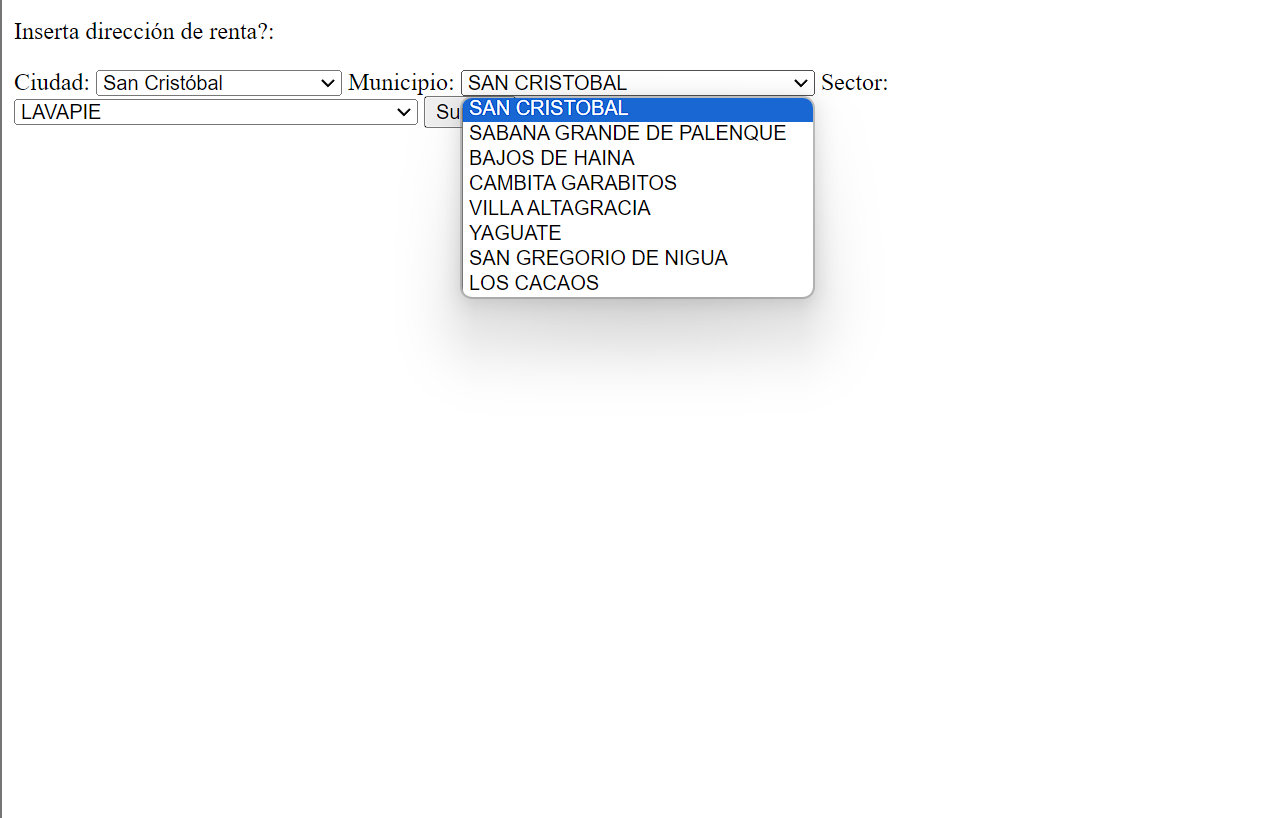 Inserta dirección de renta?:
Ciudad: San Cristóbal Municipio: SAN CRISTOBAL Sector:
LAVAPIE Su
SAN CRISTOBAL
SABANA GRANDE DE PALENQUE
BAJOS DE HAINA
CAMBITA GARABITOS
VILLA ALTAGRACIA
YAGUATE
SAN GREGORIO DE NIGUA
LOS CACAOS